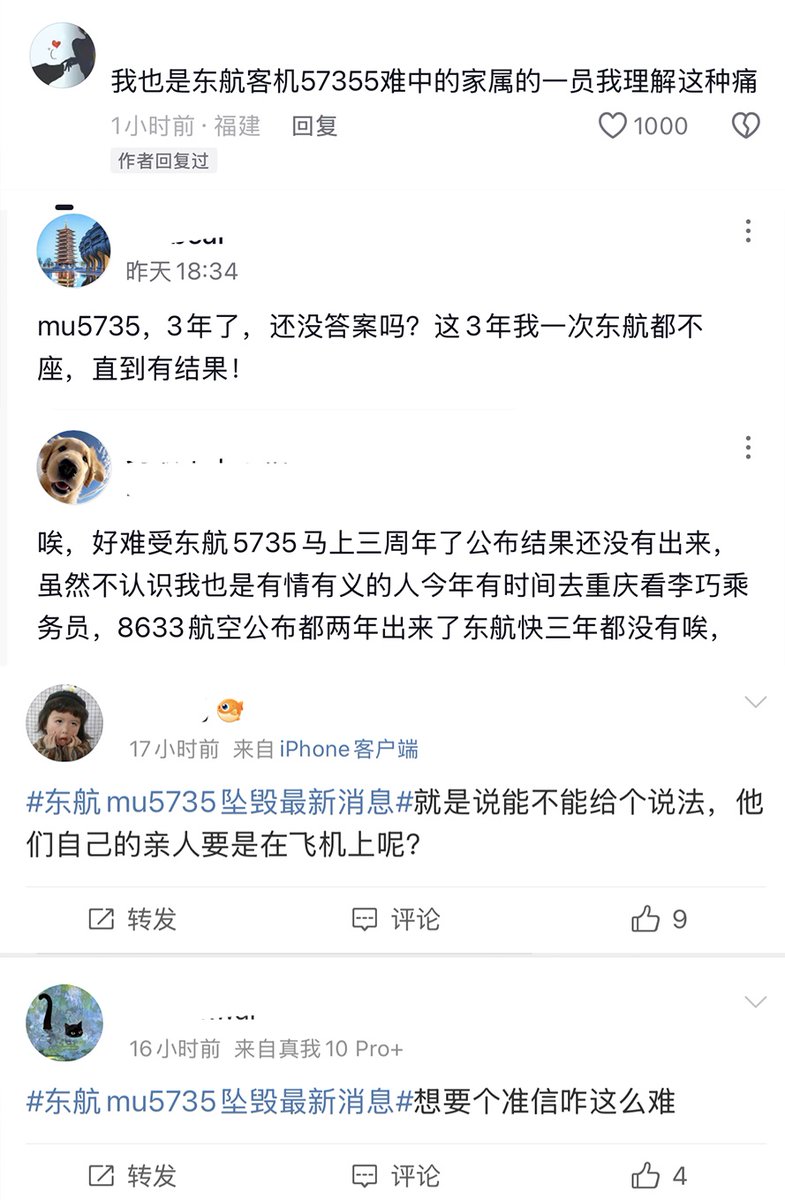 我也是东航客机57355难中的家属的一员我理解这种痛
1小时前·福建 回复 1000
作者回复过
昨天18:34
mu5735，3年了，还没答案吗？这3年我一次东航都不
座，直到有结果！
唉，好难受东航5735马上三周年了公布结果还没有出来，
虽然不认识我也是有情有义的人今年有时间去重庆看李巧乘
务员，8633航空公布都两年出来了东航快三年都没有唉，
17小时前 来自iPhone客户端
#东航mu5735坠毁最新消息#就是说能不能给个说法，他
们自己的亲人要是在飞机上呢？
转发 评论 9
16小时前 来自真我10 Pro+
#东航mu5735坠毁最新消息#想要个准信咋这么难
转发 评论 4